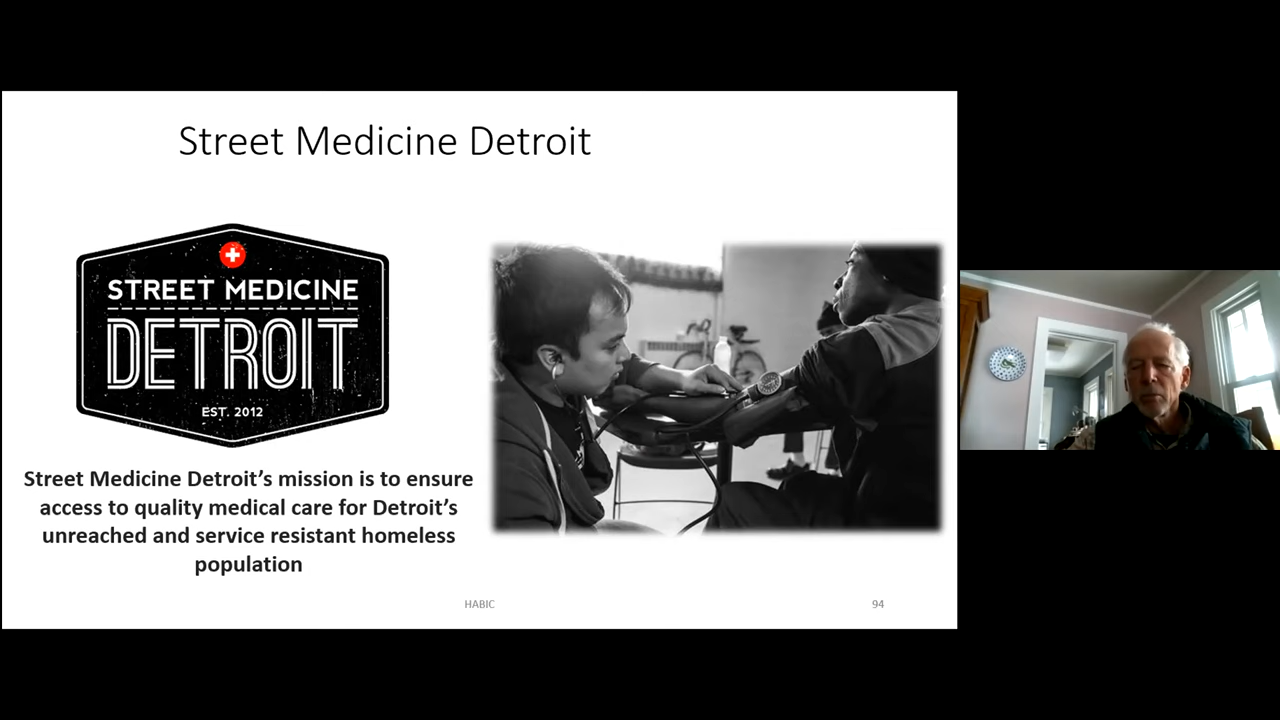 Street Medicine Detroit
STREET MEDICINE
DETROIT
EST. 2012
Street Medicine Detroit’s mission is to ensure
access to quality medical care for Detroit’s
unreached and service resistant homeless
population
HABIC
94